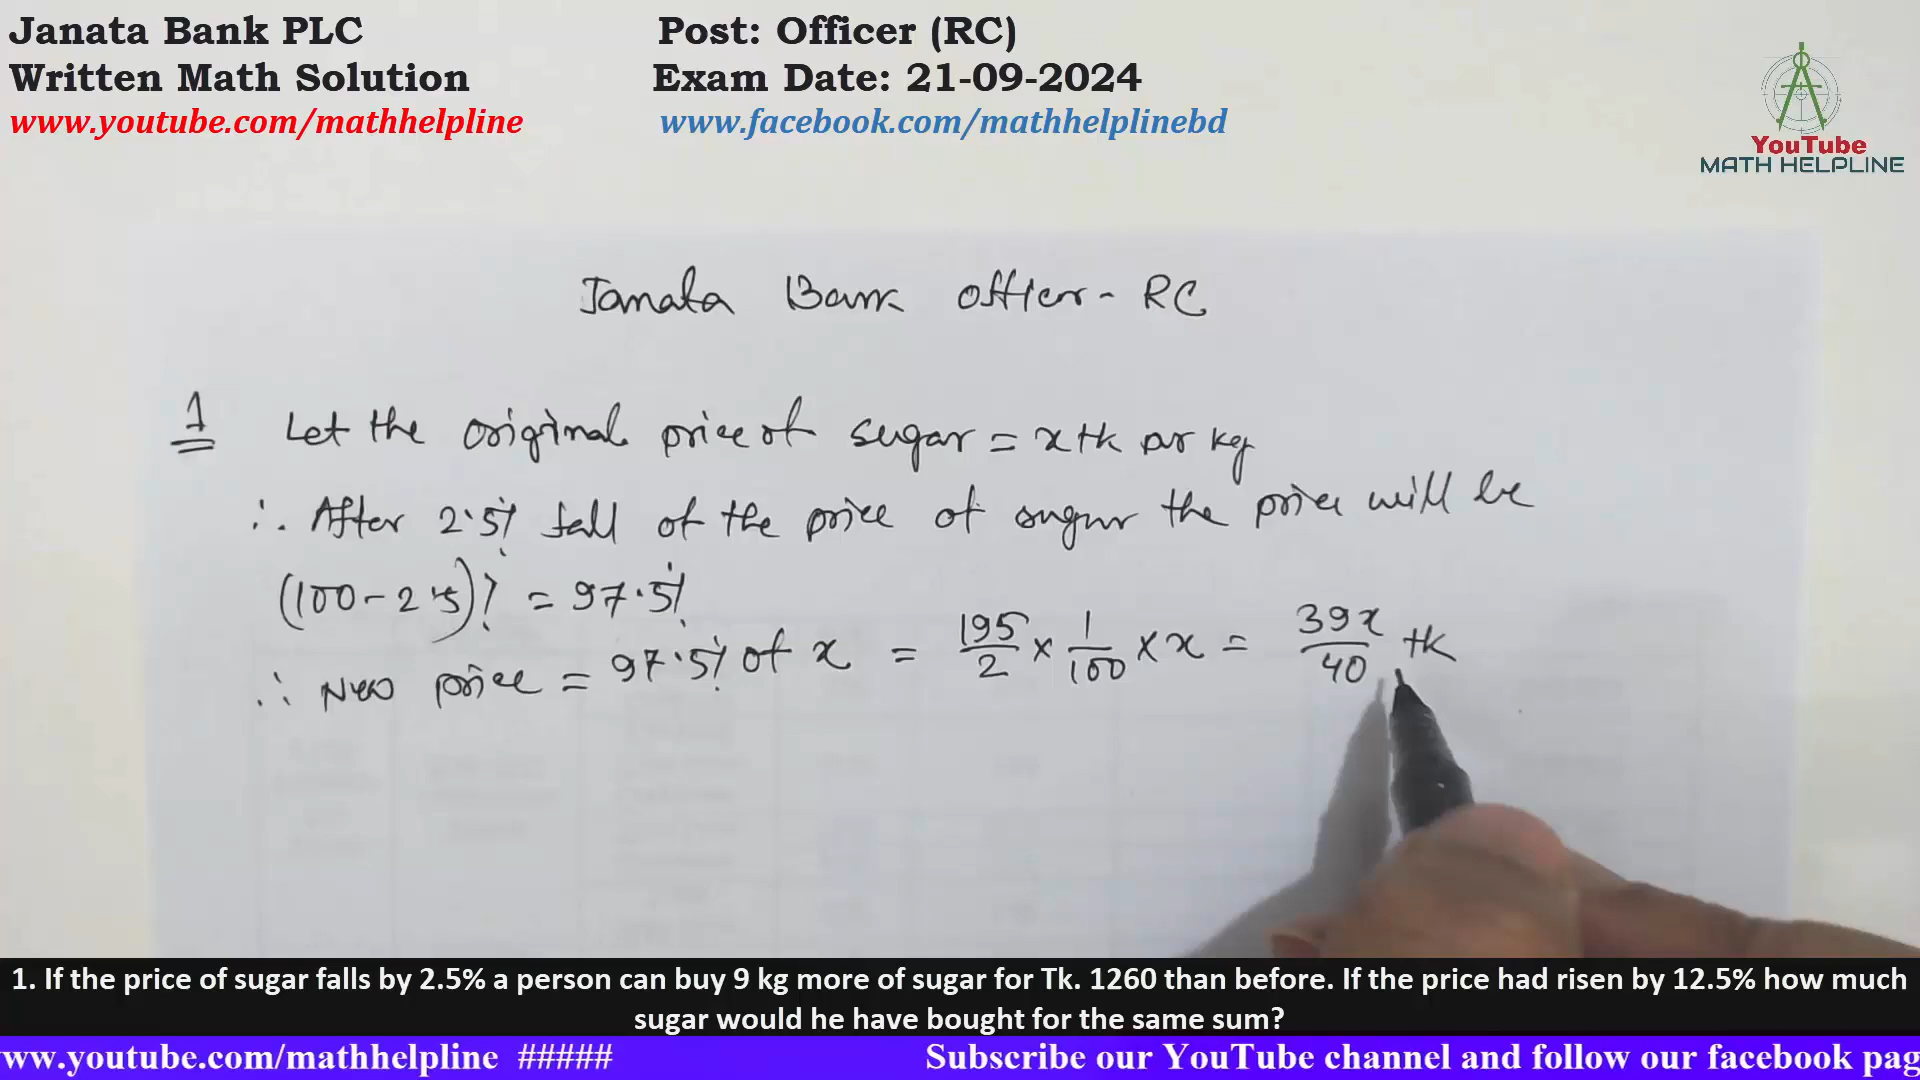 Janata Bank PLC
Post: Officer (RC)
Written Math Solution
Exam Date: 21-09-2024
www.youtube.com/mathhelpline
www.facebook.com/mathhelplinebd
YouTube
MATH HELPLINE
Janata Bank Officer - RC
1 Let the original price of sugar = x tk per kg
∴ After 2.5% fall of the price of sugar the price will be
(100 - 2.5)% = 97.5%
∴ New price = 97.5% of x = 195/2 × 1/100 × x = 39x/40 tk
1. If the price of sugar falls by 2.5% a person can buy 9 kg more of sugar for Tk. 1260 than before. If the price had risen by 12.5% how much
sugar would he have bought for the same sum?
ww.youtube.com/mathhelpline ##### Subscribe our YouTube channel and follow our facebook pag